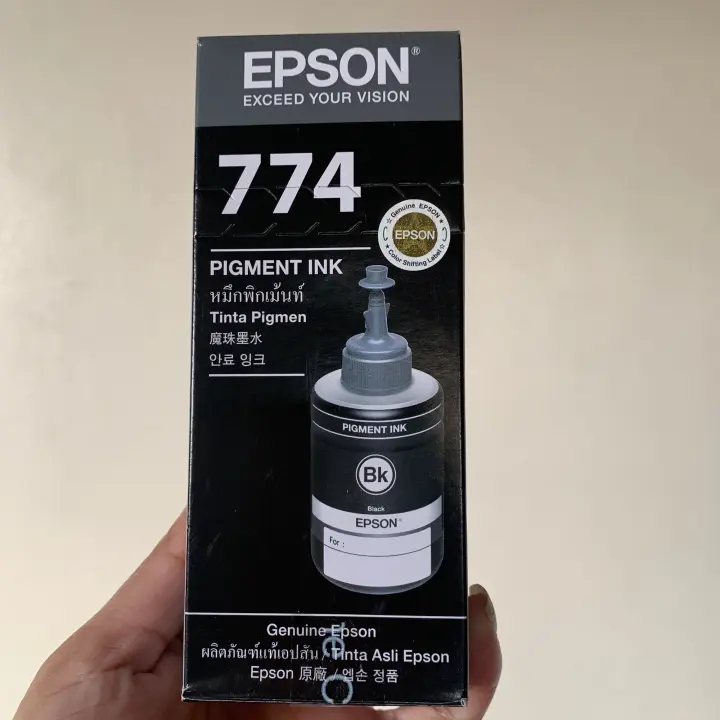 EPSON®
EXCEED YOUR VISION
774
Genuine EPSON
EPSON
Color Shifting Label
PIGMENT INK
หมึกพิกเม้นท์
Tinta Pigmen
魔珠墨水
안료 잉크
PIGMENT INK
Bk
Black
EPSON®
For :
Genuine Epson
ผลิตภัณฑ์แท้เอปสัน / Tinta Asli Epson
Epson 原廠 / 엡손 정품